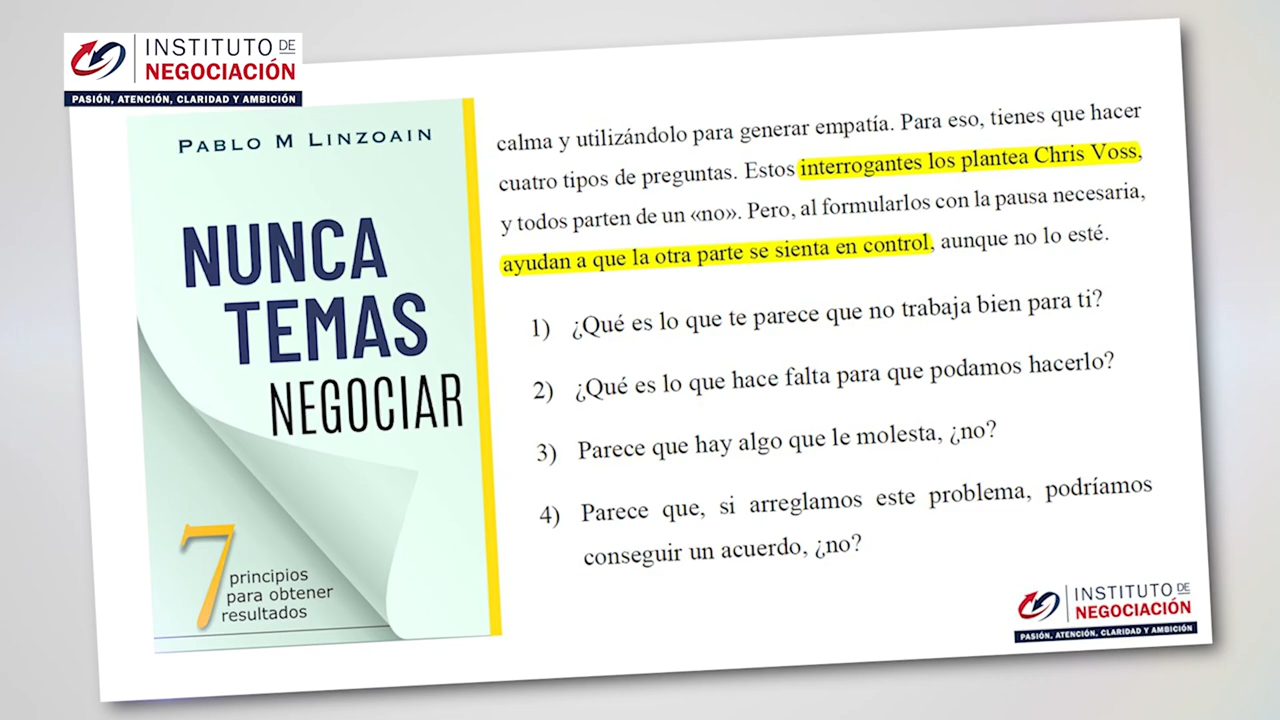 INSTITUTO DE
NEGOCIACIÓN
PASIÓN, ATENCIÓN, CLARIDAD Y AMBICIÓN
PABLO M LINZOAIN
NUNCA
TEMAS
NEGOCIAR
7
principios
para obtener
resultados
calma y utilizándolo para generar empatía. Para eso, tienes que hacer
cuatro tipos de preguntas. Estos interrogantes los plantea Chris Voss,
y todos parten de un «no». Pero, al formularlos con la pausa necesaria,
ayudan a que la otra parte se sienta en control, aunque no lo esté.
1) ¿Qué es lo que te parece que no trabaja bien para ti?
2) ¿Qué es lo que hace falta para que podamos hacerlo?
3) Parece que hay algo que le molesta, ¿no?
4) Parece que, si arreglamos este problema, podríamos
conseguir un acuerdo, ¿no?
INSTITUTO DE
NEGOCIACIÓN
PASIÓN, ATENCIÓN, CLARIDAD Y AMBICIÓN